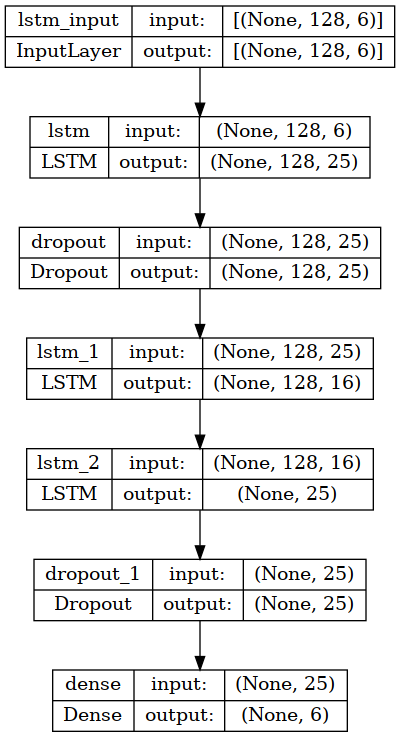 lstm_input input: [(None, 128, 6)]
InputLayer output: [(None, 128, 6)]
lstm input: (None, 128, 6)
LSTM output: (None, 128, 25)
dropout input: (None, 128, 25)
Dropout output: (None, 128, 25)
lstm_1 input: (None, 128, 25)
LSTM output: (None, 128, 16)
lstm_2 input: (None, 128, 16)
LSTM output: (None, 25)
dropout_1 input: (None, 25)
Dropout output: (None, 25)
dense input: (None, 25)
Dense output: (None, 6)